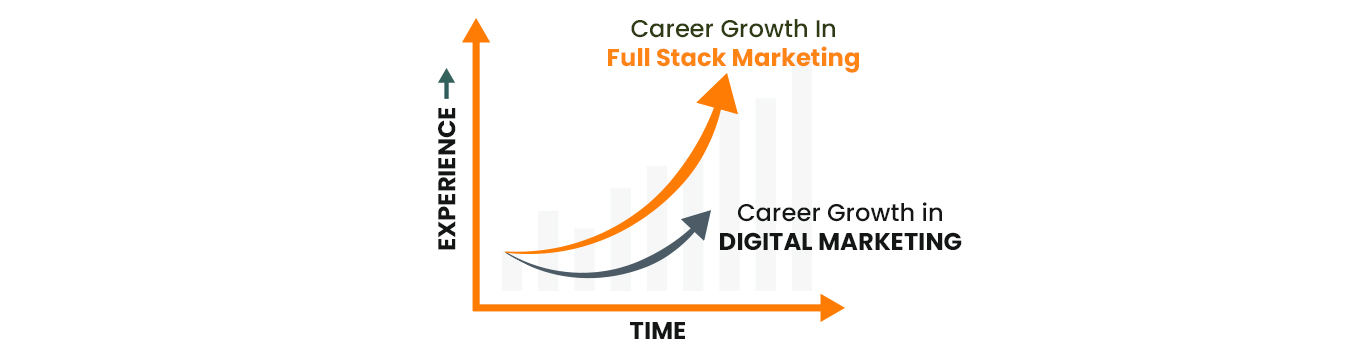 Career Growth In
Full Stack Marketing
EXPERIENCE
Career Growth in
DIGITAL MARKETING
TIME